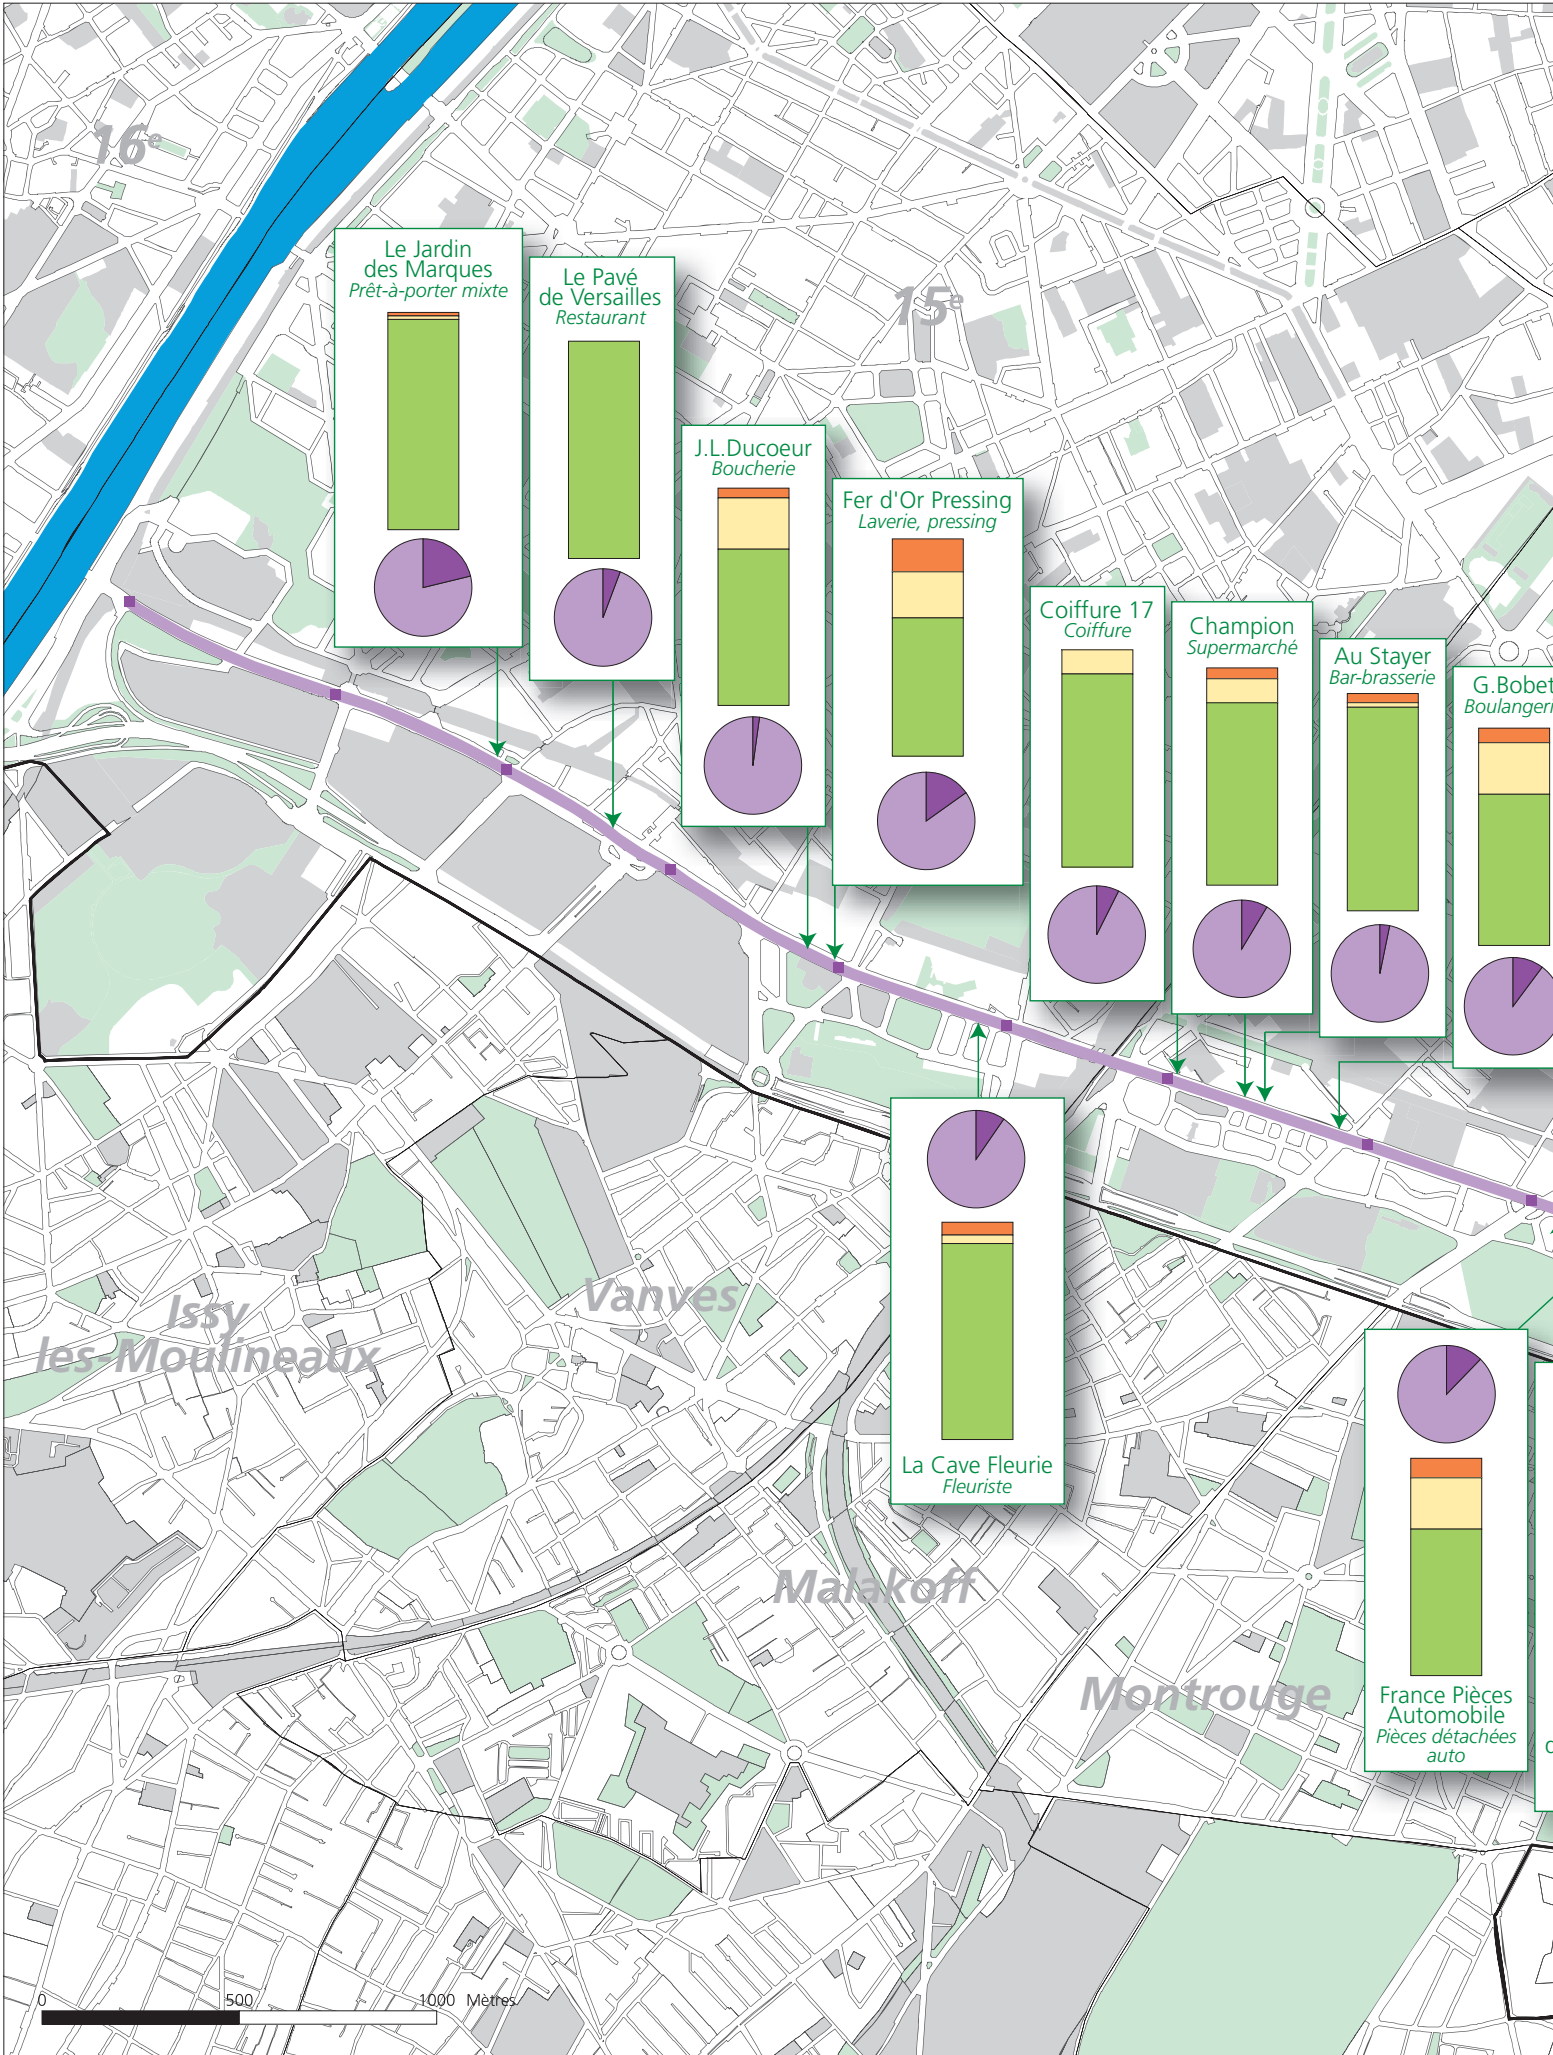 16e
15e
Le Jardin
des Marques
Prêt-à-porter mixte
Le Pavé
de Versailles
Restaurant
J.L.Ducoeur
Boucherie
Fer d'Or Pressing
Laverie, pressing
Coiffure 17
Coiffure
Champion
Supermarché
Au Stayer
Bar-brasserie
G.Bobet
Boulangeri
Vanves
Issy
les-Moulineaux
La Cave Fleurie
Fleuriste
Malakoff
Montrouge
France Pièces
Automobile
Pièces détachées
auto
0 500 1000 Mètres